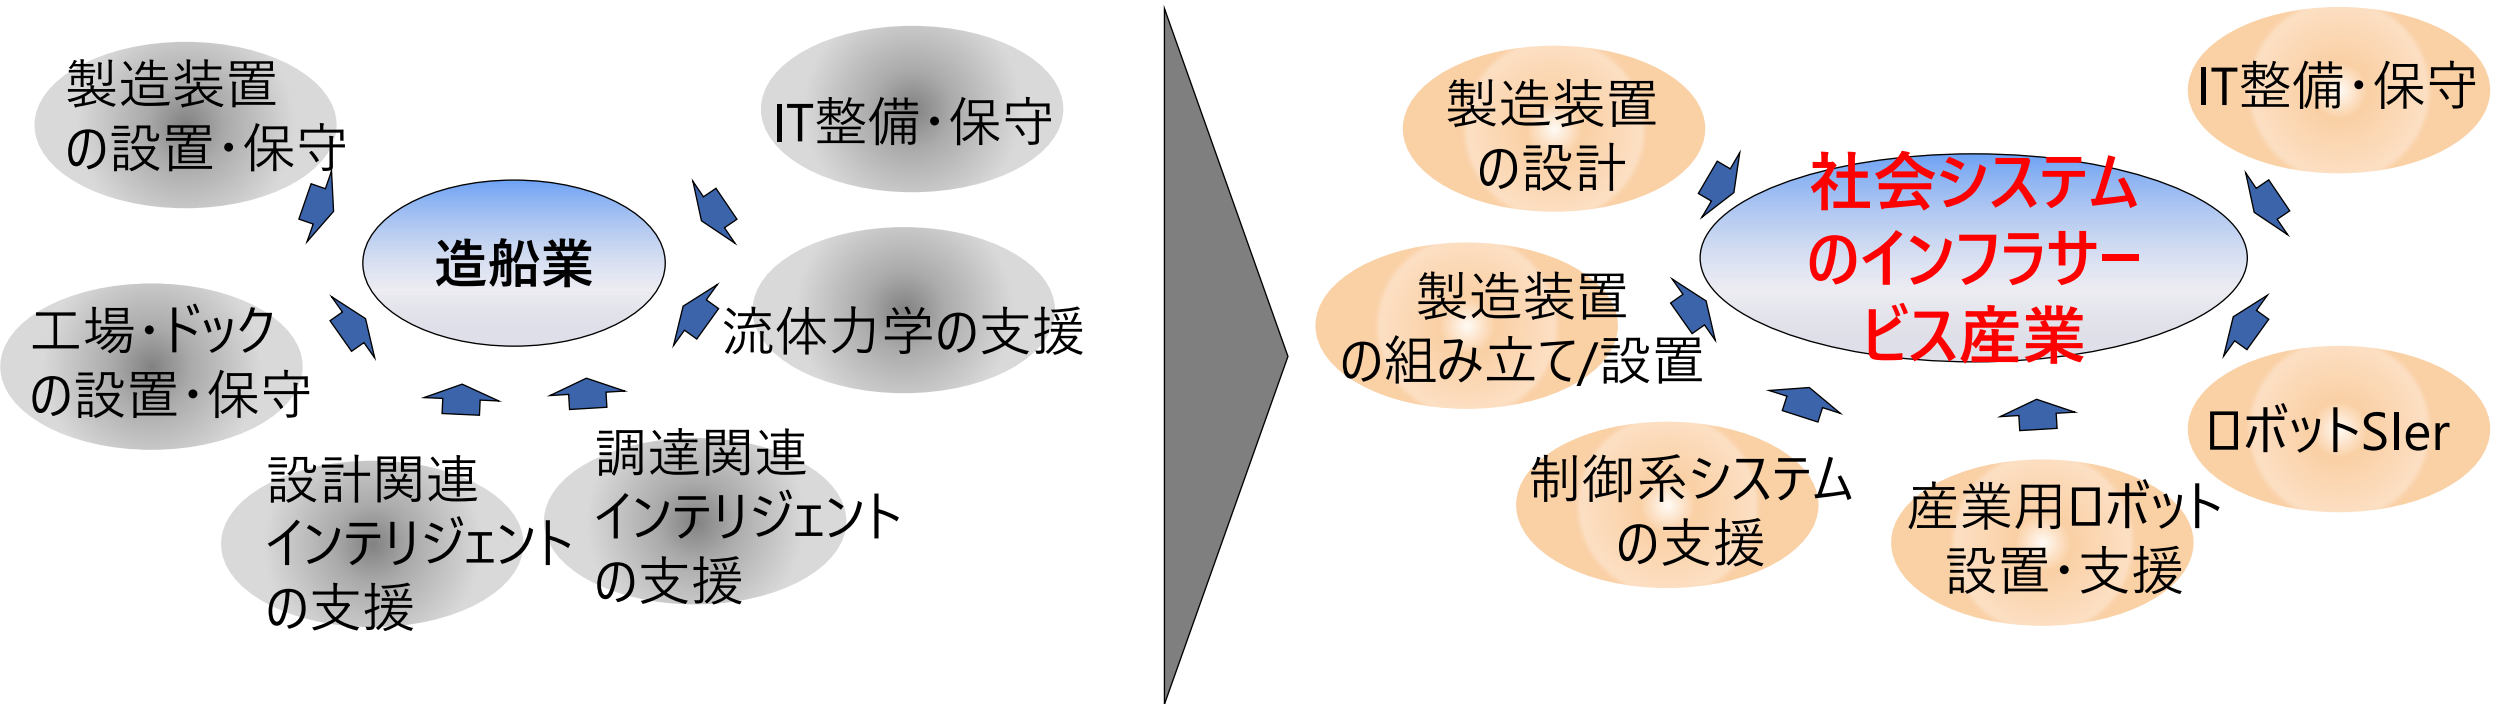 製造装置
の設置・保守
IT整備・保守
造船業
工場・ドック
の設置・保守
流体力学の支援
設計関連
インテリジェント
の支援
調達関連
インテリジェント
の支援
製造装置
の設計
IT整備・保守
社会システム
のインフラサー
ビス産業
製造装置
の組み立て/設置
制御システム
の支援
産業用ロボット
設置・支援
ロボットSIer